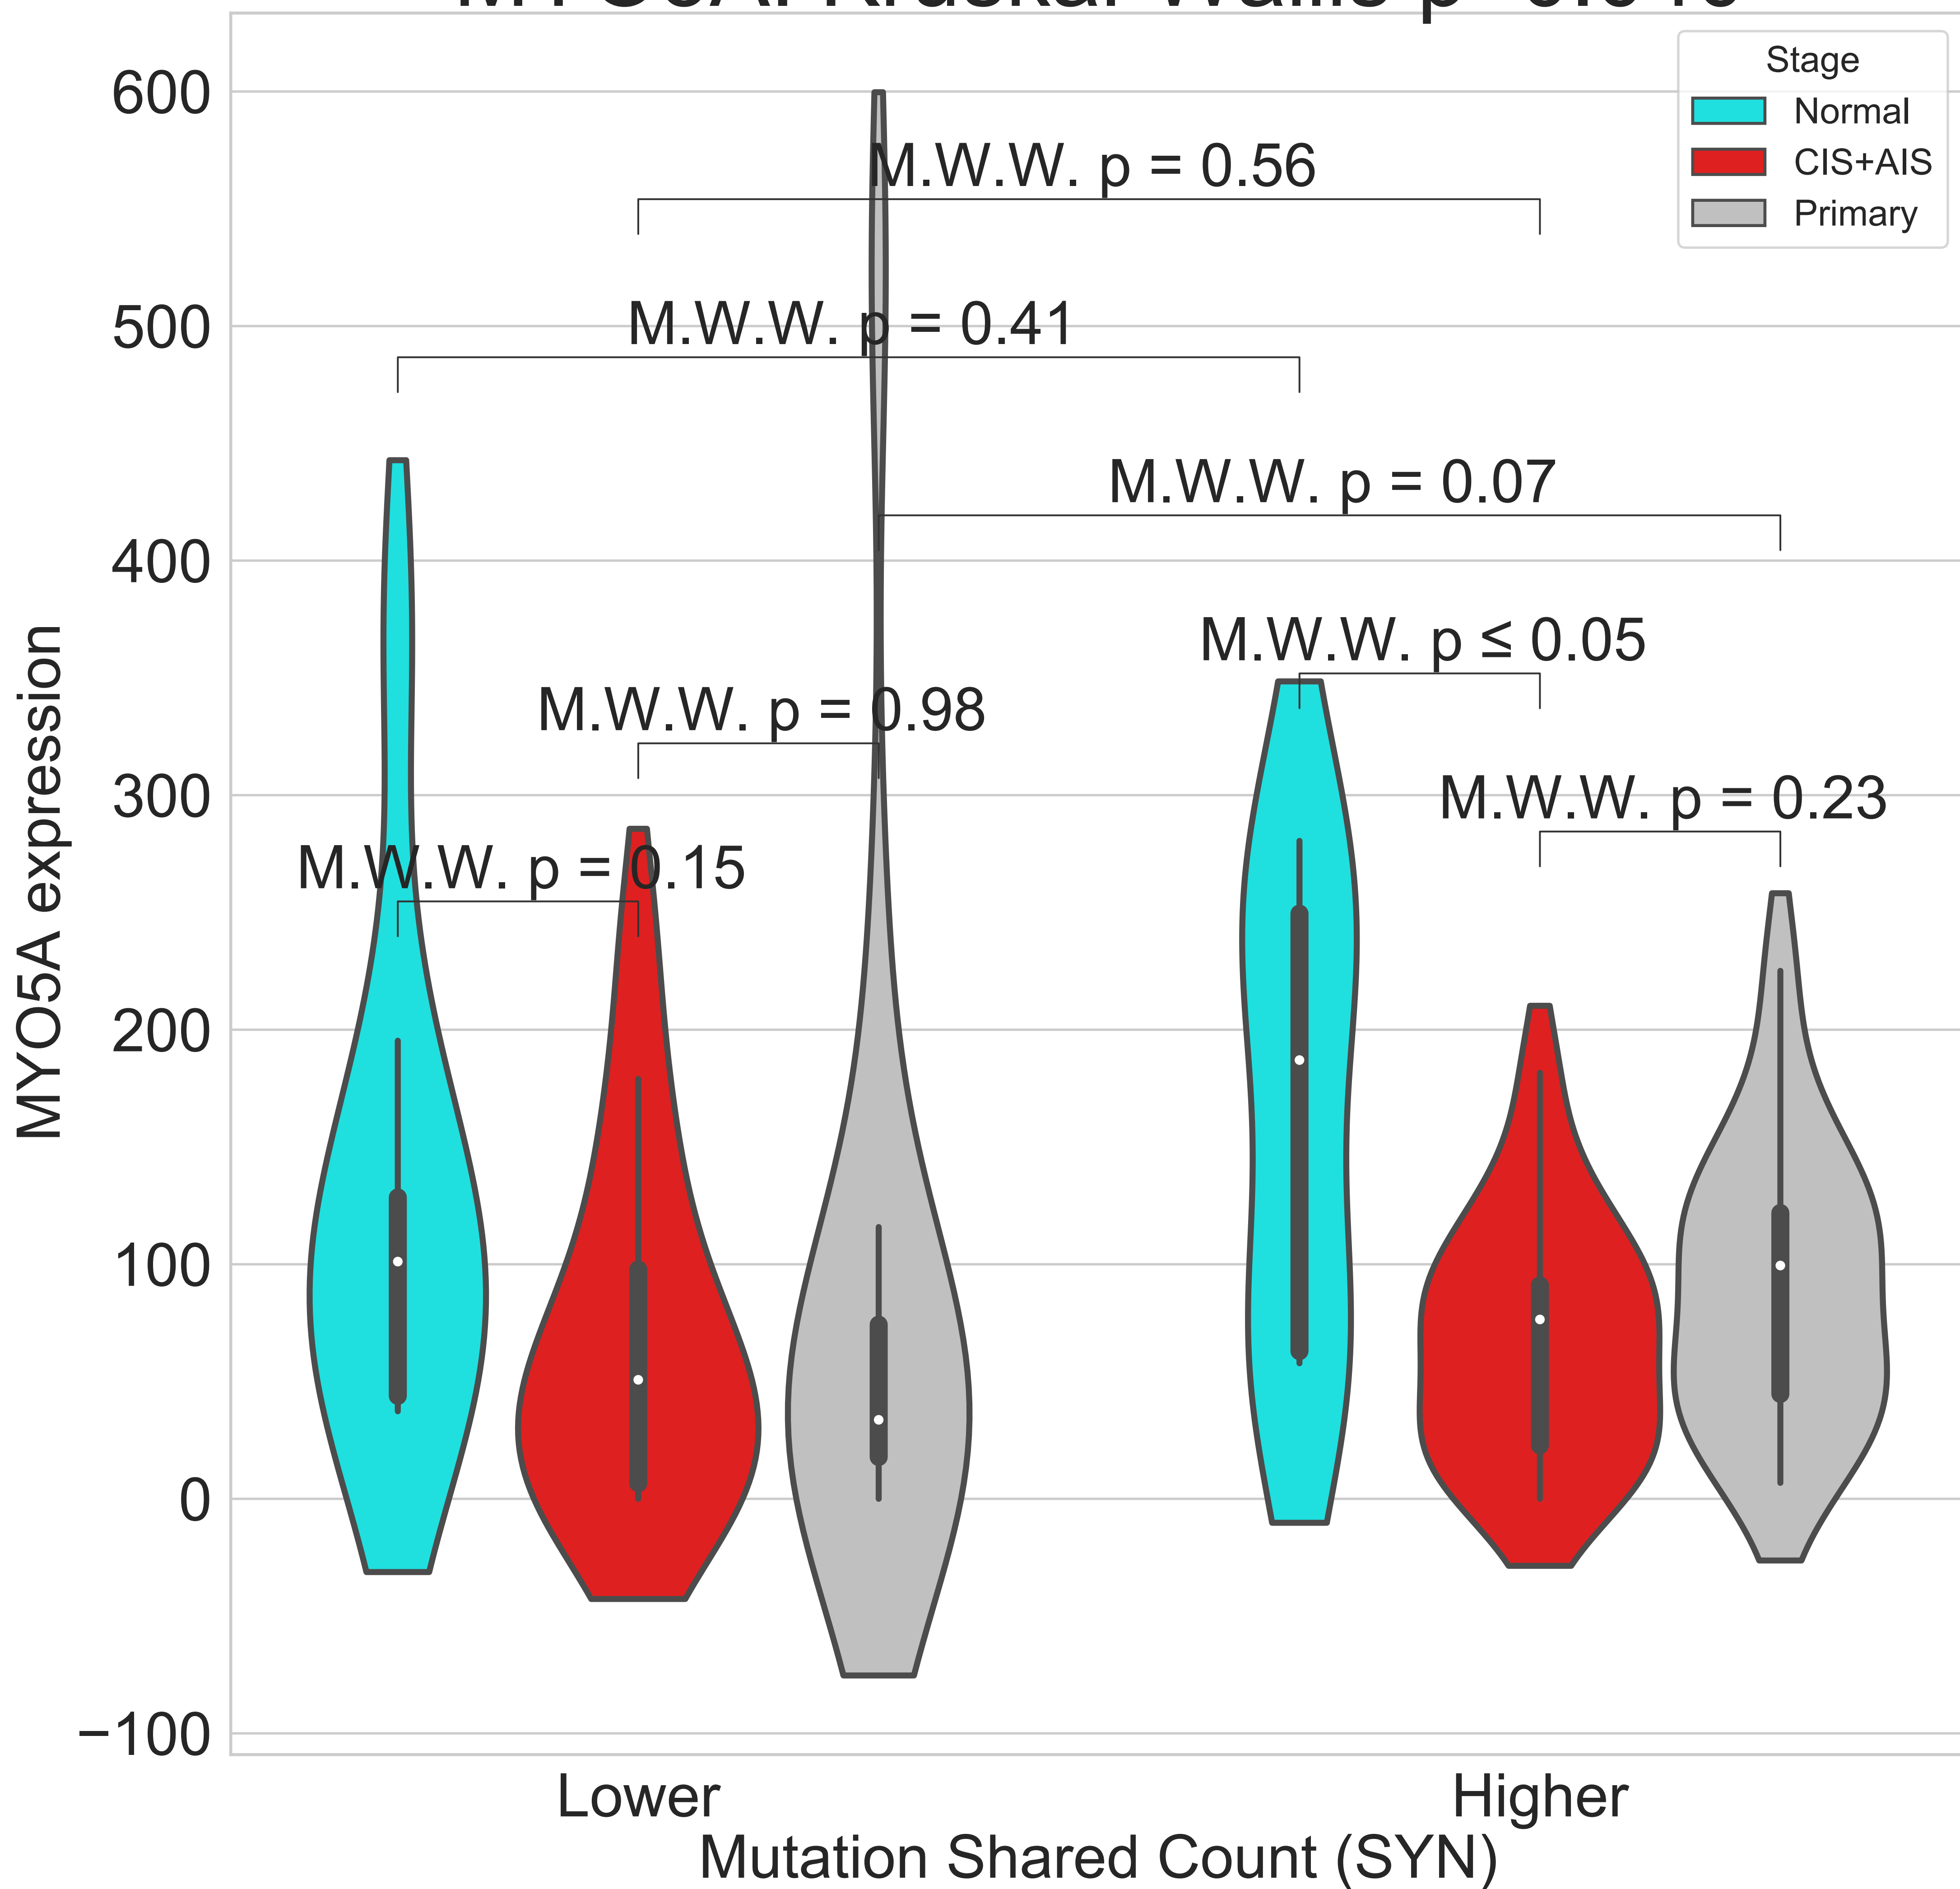 600
500
400
300
200
100
0
−100
MYO5A expression
Stage
Normal
CIS+AIS
Primary
M.W.W. p = 0.56
M.W.W. p = 0.41
M.W.W. p = 0.07
M.W.W. p ≤ 0.05
M.W.W. p = 0.98
M.W.W. p = 0.23
M.W.W. p = 0.15
Lower
Higher
Mutation Shared Count (SYN)